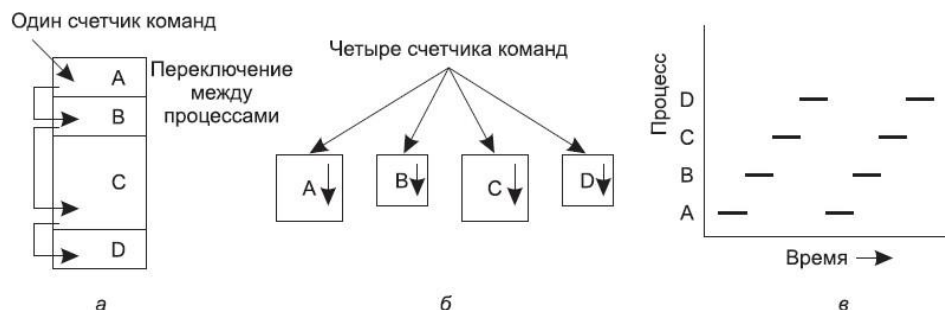 Один счетчик команд
A
B
C
D
Переключение
между
процессами
а
Четыре счетчика команд
A
B
C
D
б
Процесс
D
C
B
A
Время
в